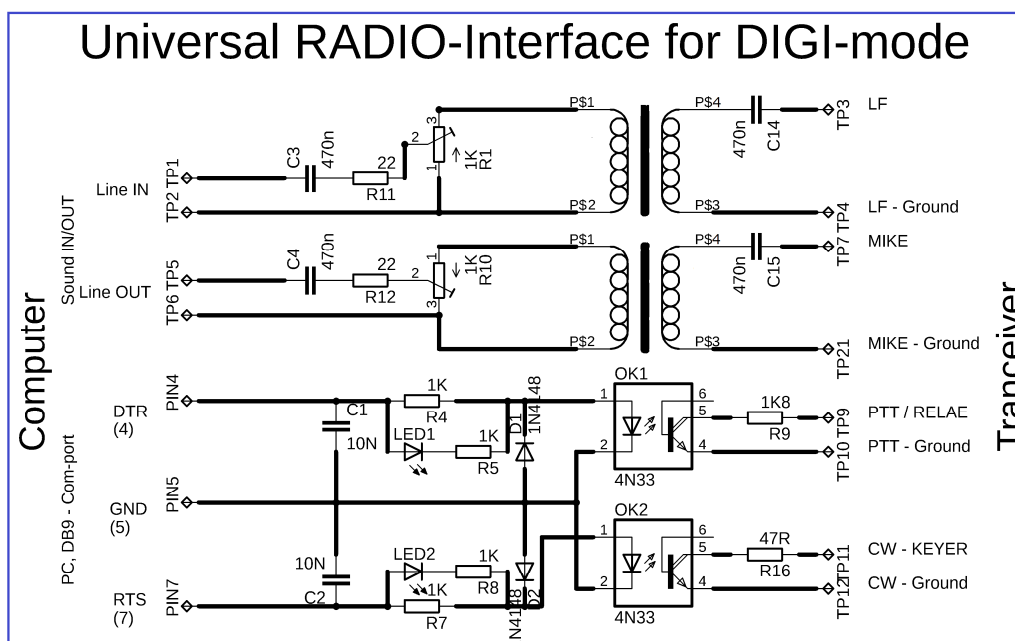 Universal RADIO-Interface for DIGI-mode
P$1
P$4
TP3
LF
470n
C14
3
2
1
1K
R1
C3
470n
22
R11
TP1
Line IN
TP2
P$2
P$3
TP4
LF - Ground
Sound IN/OUT
P$1
P$4
TP7
MIKE
470n
C15
1
2
3
1K
R10
C4
470n
22
R12
TP5
Line OUT
TP6
P$2
P$3
TP21
MIKE - Ground
Computer
Tranceiver
PC, DB9 - Com-port
DTR
(4)
PIN4
C1
10N
1K
R4
LED1
1K
R5
D1
1N4148
OK1
1
2
6
5
4
4N33
1K8
R9
TP9
PTT / RELAE
TP10
PTT - Ground
GND
(5)
PIN5
OK2
1
2
6
5
4
4N33
47R
R16
TP11
CW - KEYER
TP12
CW - Ground
10N
C2
LED2
1K
R8
1K
R7
D2
N4148
RTS
(7)
PIN7